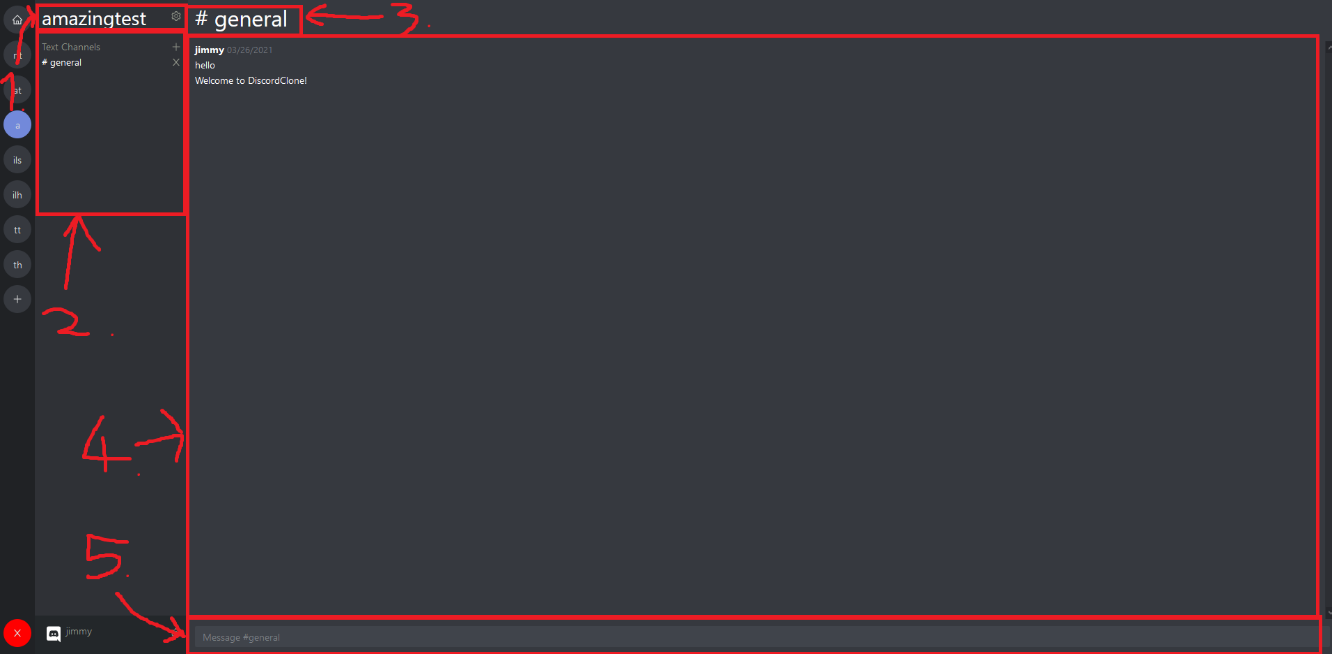 amazingtest
# general
3.
Text Channels +
# general X
jimmy 03/26/2021
hello
Welcome to DiscordClone!
1.
at
a
ils
ilh
tt
th
+
2.
4.
5.
X
jimmy
Message #general